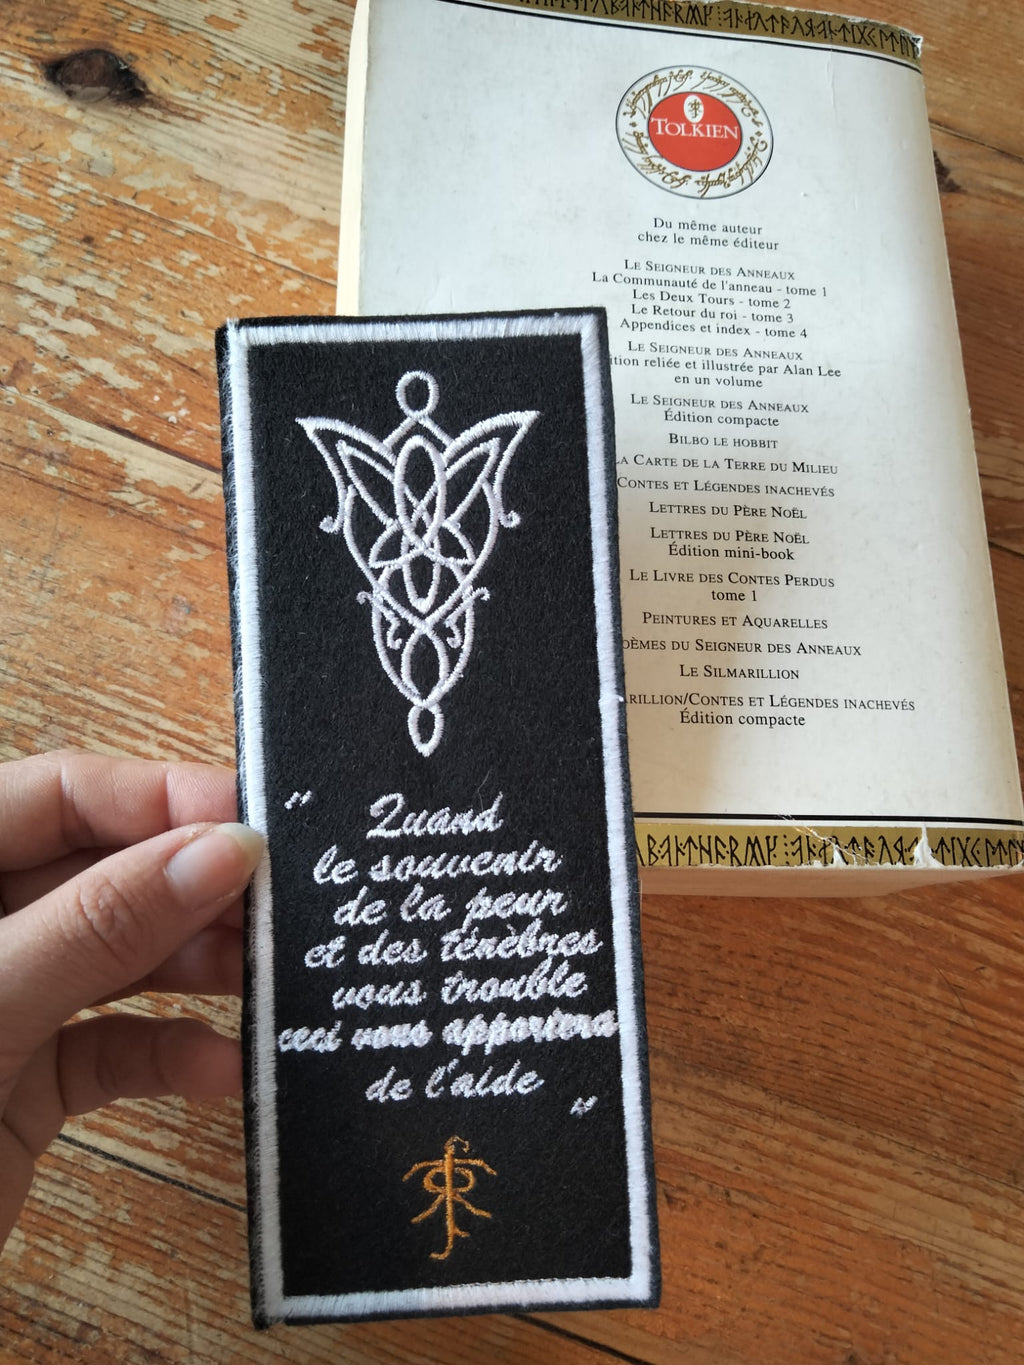 TOLKIEN
Du même auteur
chez le même éditeur
LE SEIGNEUR DES ANNEAUX
La Communauté de l'anneau - tome 1
Les Deux Tours - tome 2
Le Retour du roi - tome 3
Appendices et index - tome 4
LE SEIGNEUR DES ANNEAUX
reliée et illustrée par Alan Lee
en un volume
LE SEIGNEUR DES ANNEAUX
Édition compacte
BILBO LE HOBBIT
LA CARTE DE LA TERRE DU MILIEU
CONTES ET LÉGENDES INACHEVÉS
LETTRES DU PÈRE NOËL
LETTRES DU PÈRE NOËL
Édition mini-book
LE LIVRE DES CONTES PERDUS
tome 1
PEINTURES ET AQUARELLES
DU SEIGNEUR DES ANNEAUX
LE SILMARILLION
/CONTES ET LÉGENDES INACHEVÉS
Édition compacte
" Quand
le souvenir
de la peur
et des ténèbres
vous trouble
ceci vous apportera
de l'aide "